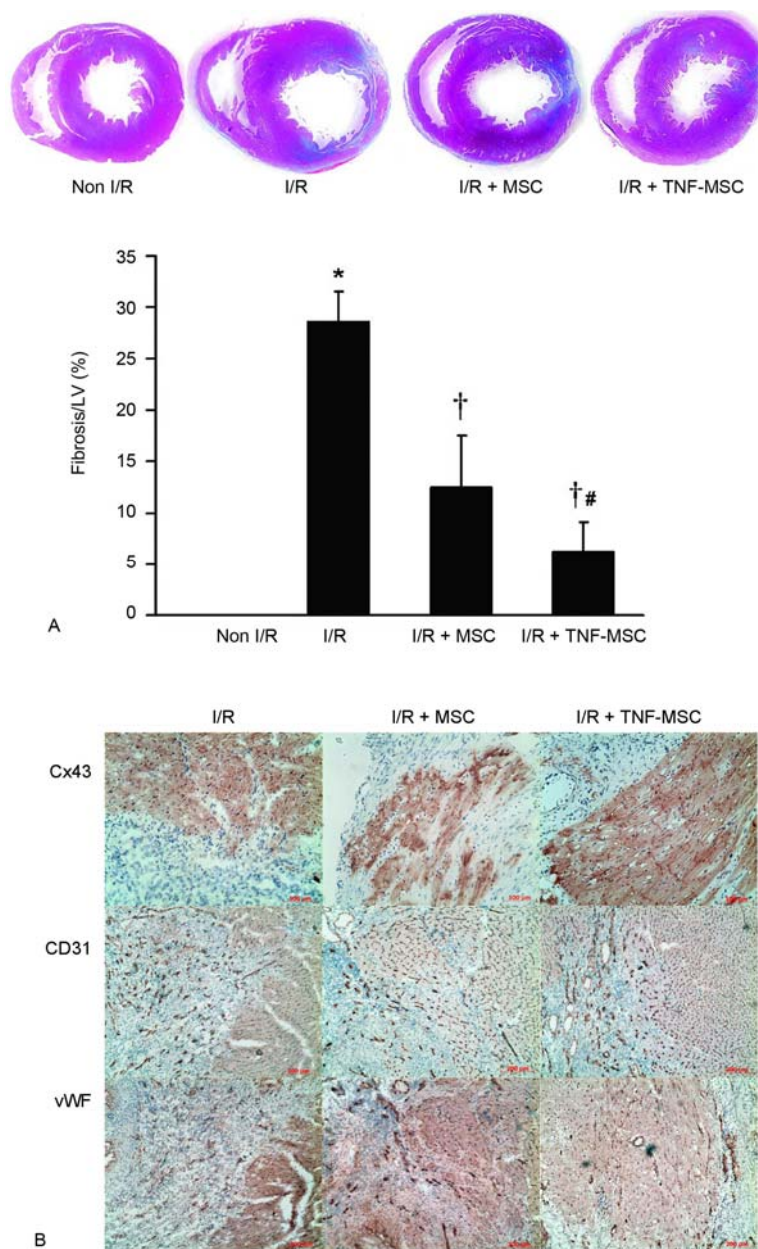 Non I/R I/R I/R + MSC I/R + TNF-MSC
Fibrosis/LV (%)
35
30
25
20
15
10
5
0
*
†
†#
Non I/R I/R I/R + MSC I/R + TNF-MSC
A
I/R I/R + MSC I/R + TNF-MSC
Cx43
CD31
vWF
B